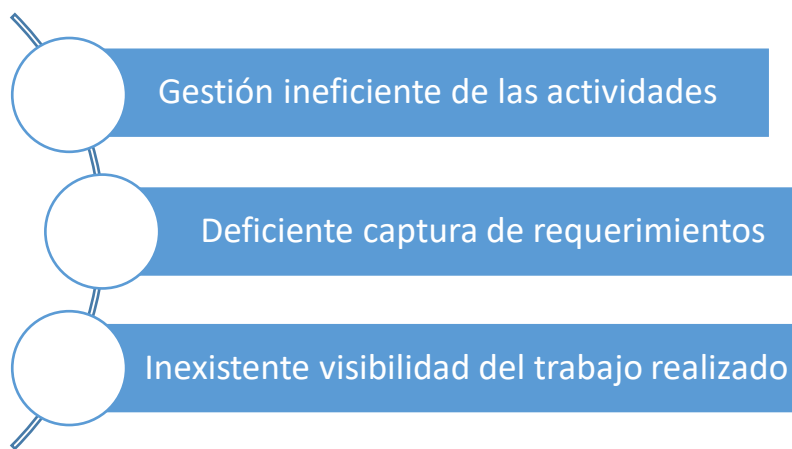 Gestión ineficiente de las actividades
Deficiente captura de requerimientos
Inexistente visibilidad del trabajo realizado